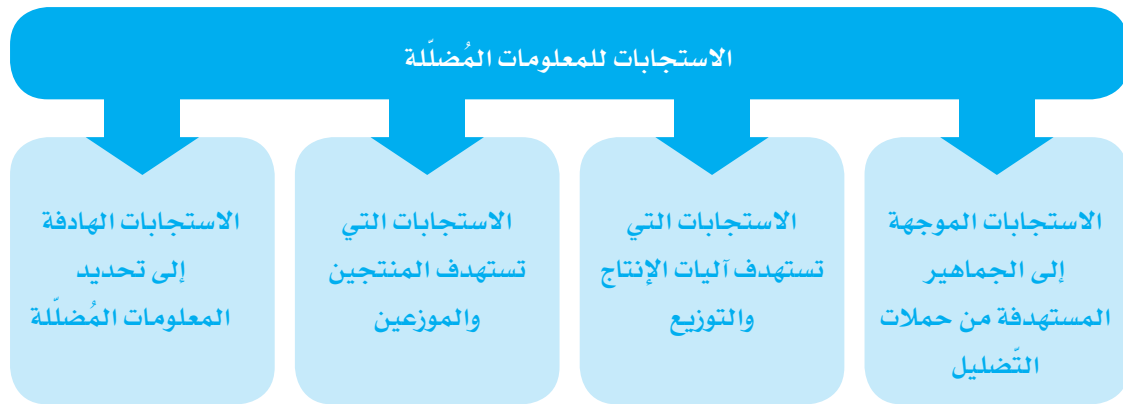 الاستجابات للمعلومات المُضلّلة
الاستجابات الموجهة
إلى الجماهير
المستهدفة من حملات
التّضليل
الاستجابات التي
تستهدف آليات الإنتاج
والتوزيع
الاستجابات التي
تستهدف المنتجين
والموزعين
الاستجابات الهادفة
إلى تحديد
المعلومات المُضلّلة